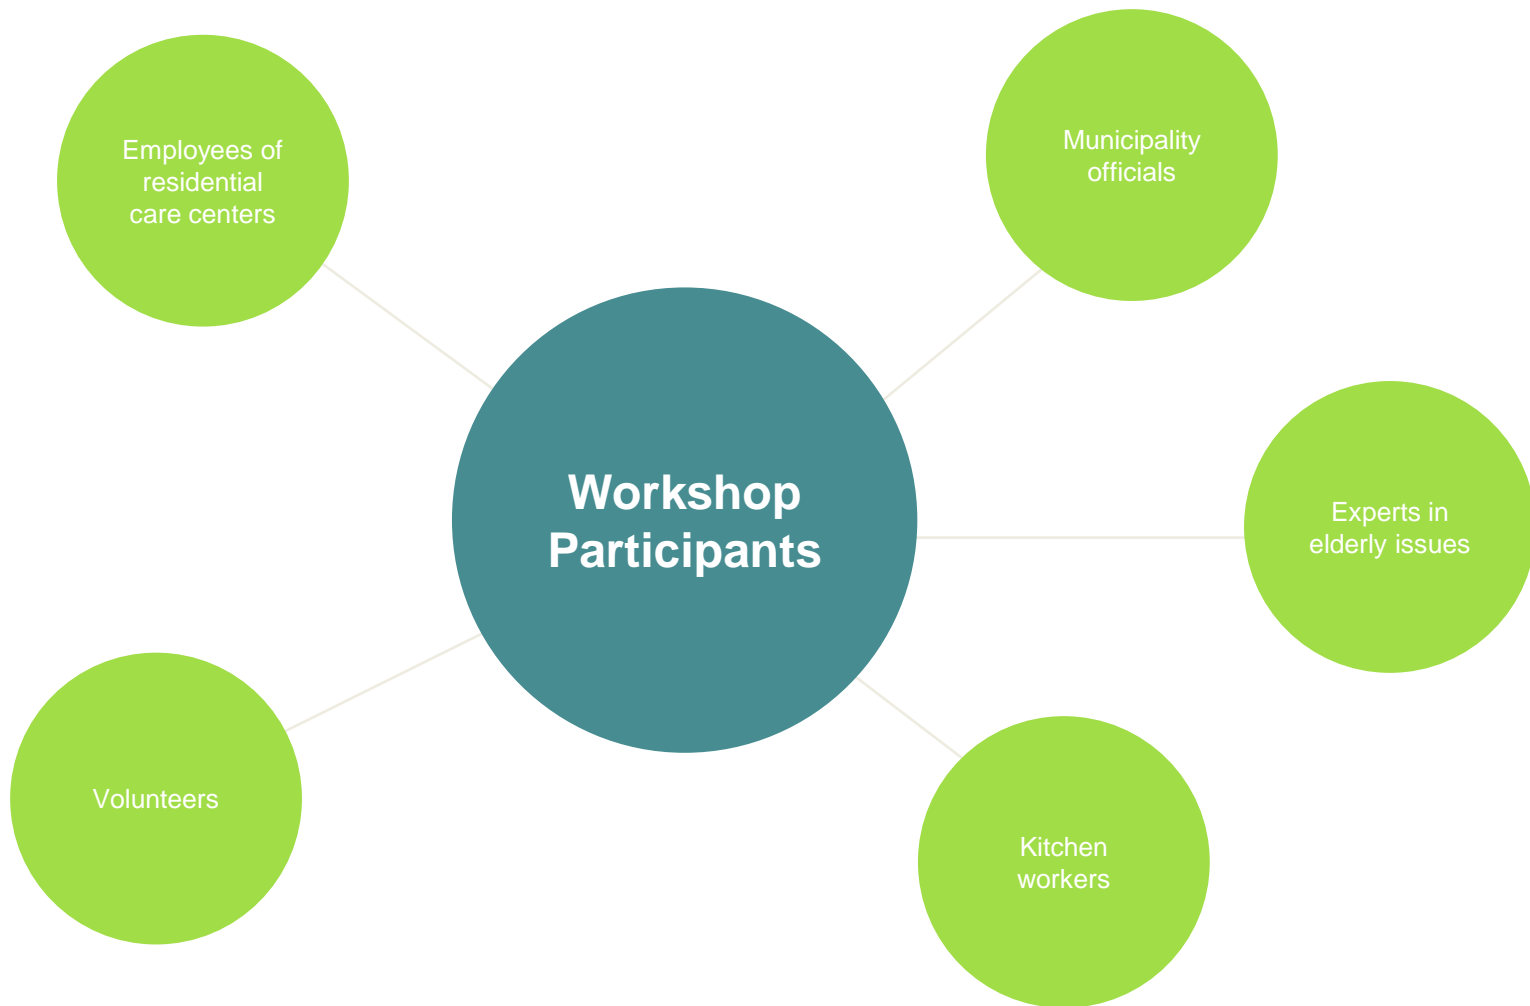 Employees of
residential
care centers
Municipality
officials
Workshop
Participants
Experts in
elderly issues
Volunteers
Kitchen
workers